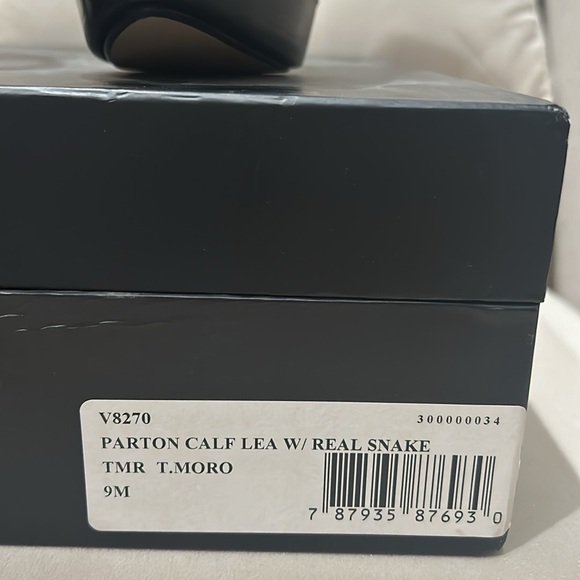 V8270 300000034
PARTON CALF LEA W/ REAL SNAKE
TMR T.MORO
9M
7 87935 87693 0